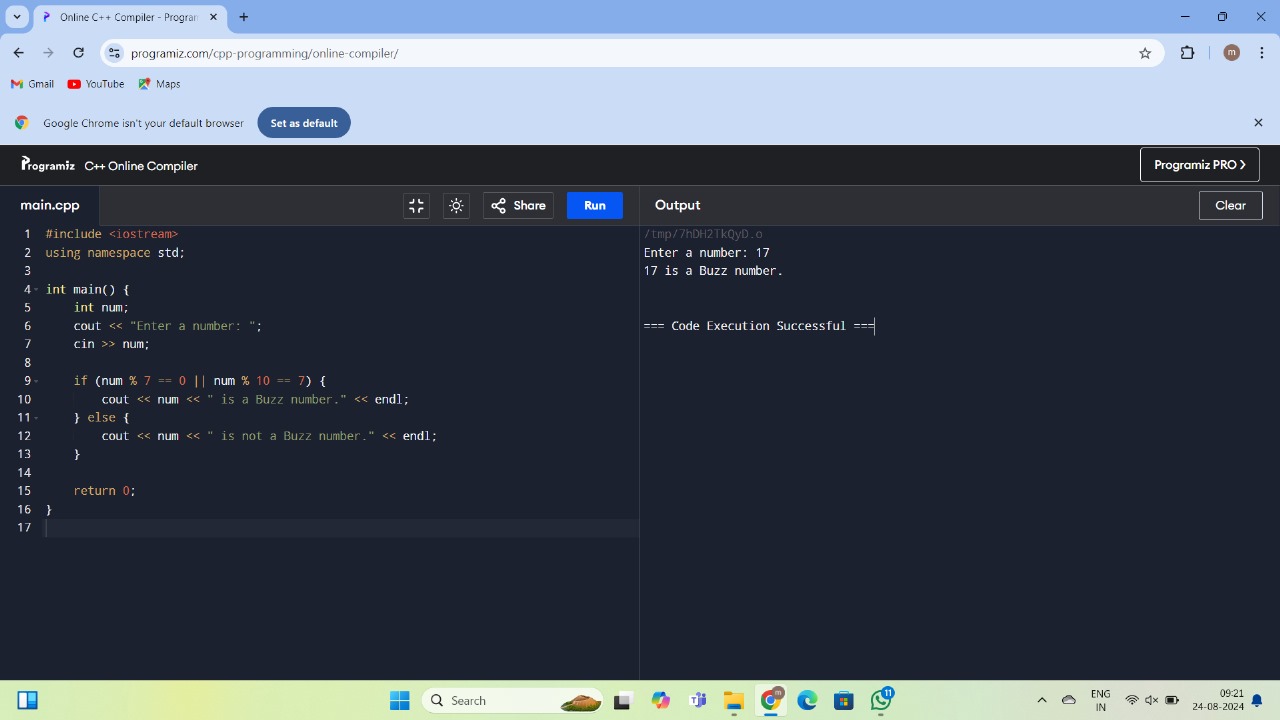 Online C++ Compiler - Program
programiz.com/cpp-programming/online-compiler/
m
Gmail YouTube Maps
Google Chrome isn't your default browser Set as default
Programiz C++ Online Compiler Programiz PRO
main.cpp Share Run Output Clear
1 #include <iostream>
2 using namespace std;
3
4 int main() {
5     int num;
6     cout << "Enter a number: ";
7     cin >> num;
8
9     if (num % 7 == 0 || num % 10 == 7) {
10         cout << num << " is a Buzz number." << endl;
11     } else {
12         cout << num << " is not a Buzz number." << endl;
13     }
14
15     return 0;
16 }
17
/tmp/7hDH2TkQyD.o
Enter a number: 17
17 is a Buzz number.
=== Code Execution Successful ===
Search
m
11
ENG
IN
09:21
24-08-2024